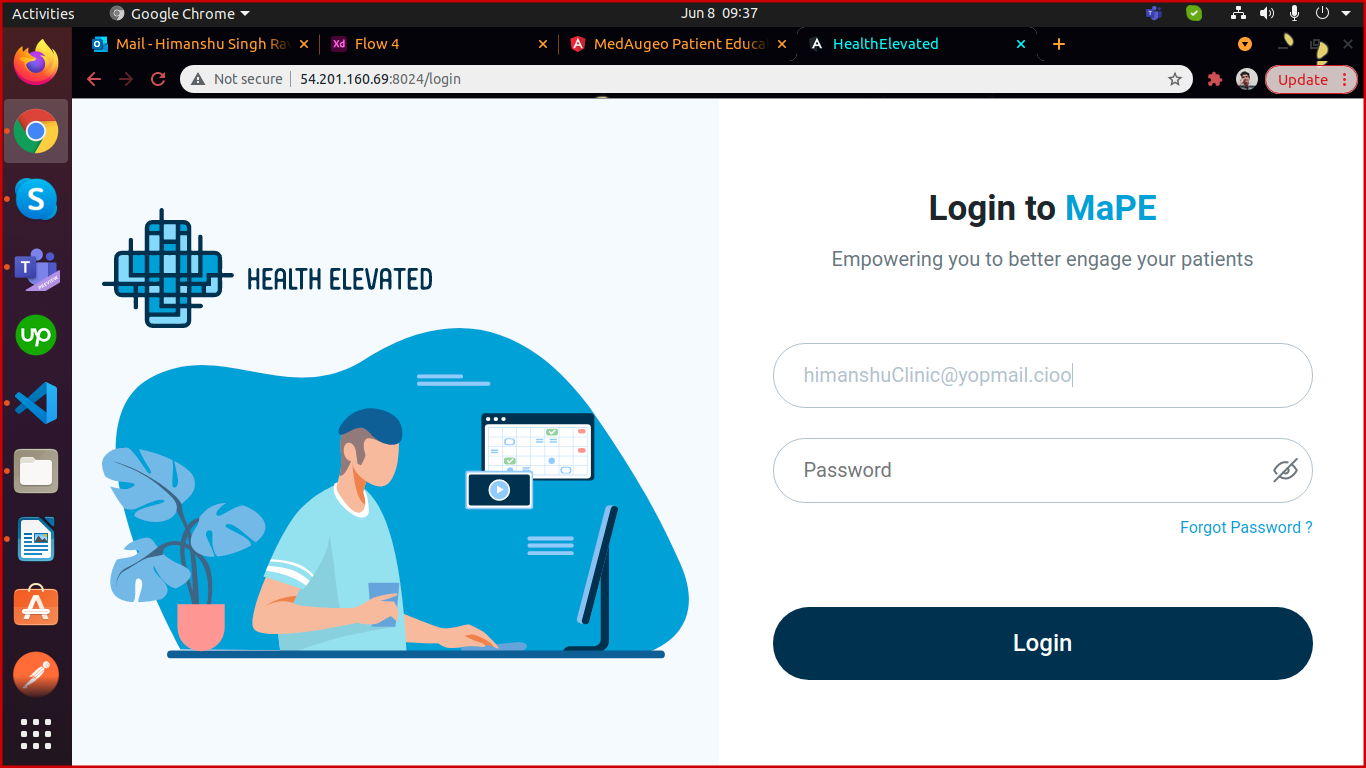 Activities
Google Chrome
Jun 8 09:37
Mail - Himanshu Singh Ra
Flow 4
MedAugeo Patient Educa
HealthElevated
Not secure
54.201.160.69:8024/login
Update
HEALTH ELEVATED
Login to MaPE
Empowering you to better engage your patients
himanshuClinic@yopmail.cioo
Password
Forgot Password ?
Login